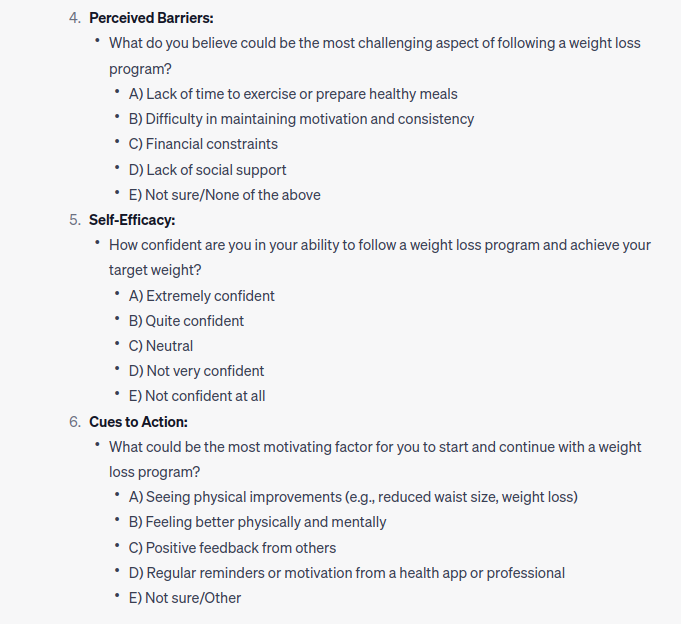 4. Perceived Barriers:
• What do you believe could be the most challenging aspect of following a weight loss
program?
• A) Lack of time to exercise or prepare healthy meals
• B) Difficulty in maintaining motivation and consistency
• C) Financial constraints
• D) Lack of social support
• E) Not sure/None of the above
5. Self-Efficacy:
• How confident are you in your ability to follow a weight loss program and achieve your
target weight?
• A) Extremely confident
• B) Quite confident
• C) Neutral
• D) Not very confident
• E) Not confident at all
6. Cues to Action:
• What could be the most motivating factor for you to start and continue with a weight
loss program?
• A) Seeing physical improvements (e.g., reduced waist size, weight loss)
• B) Feeling better physically and mentally
• C) Positive feedback from others
• D) Regular reminders or motivation from a health app or professional
• E) Not sure/Other